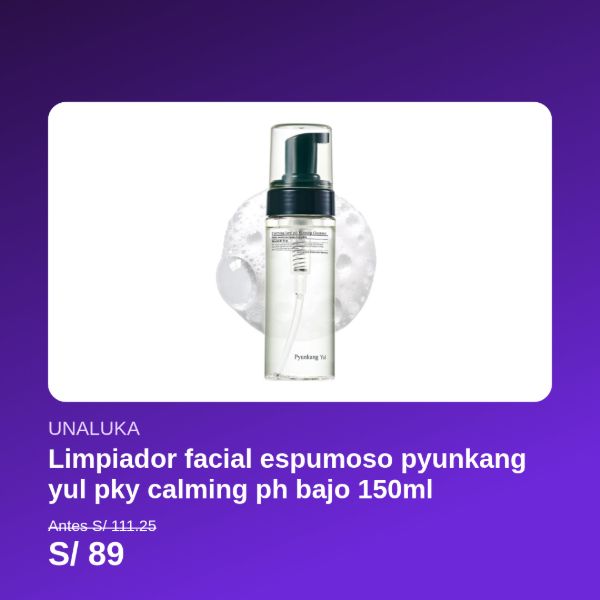 Pyunkang Yul
UNALUKA
Limpiador facial espumoso pyunkang
yul pky calming ph bajo 150ml
Antes S/ 111.25
S/ 89